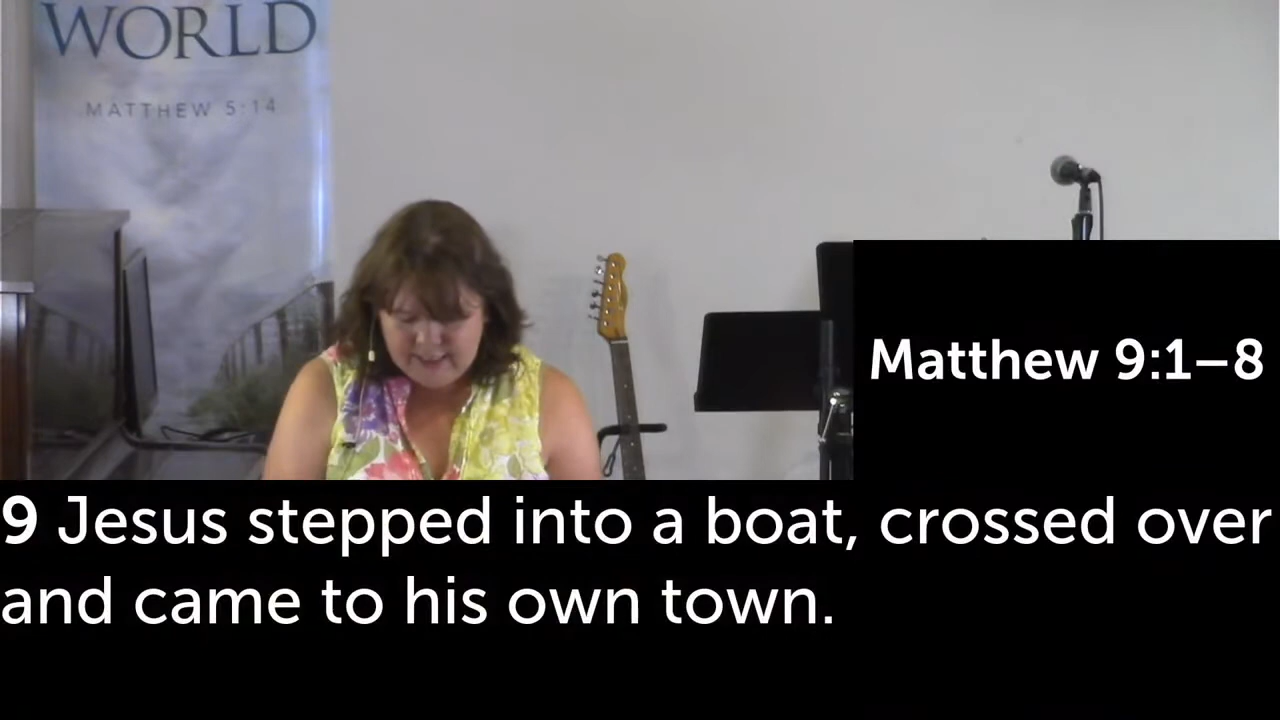 WORLD
MATTHEW 5:14
Matthew 9:1–8
9 Jesus stepped into a boat, crossed over
and came to his own town.